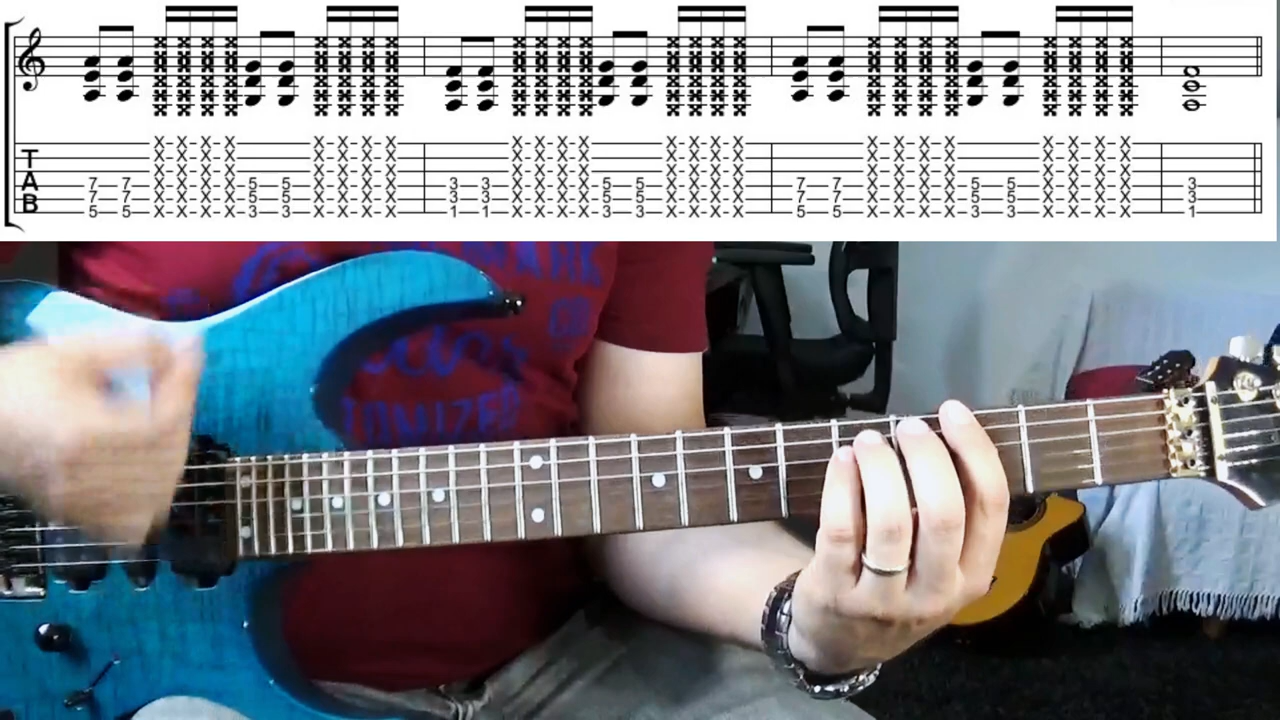 X X X X X X X X X X X X X X X X X X X X X X X X
T X X X X X X X X X X X X X X X X X X X X X X X X
X X X X X X X X X X X X X X X X X X X X X X X X
A 7 7 X X X X 5 5 X X X X 3 3 X X X X 5 5 X X X X 7 7 X X X X 5 5 X X X X 3
B 7 7 X X X X 5 5 X X X X 3 3 X X X X 5 5 X X X X 7 7 X X X X 5 5 X X X X 3
5 5 X X X X 3 3 X X X X 1 1 X X X X 3 3 X X X X 5 5 X X X X 3 3 X X X X 1